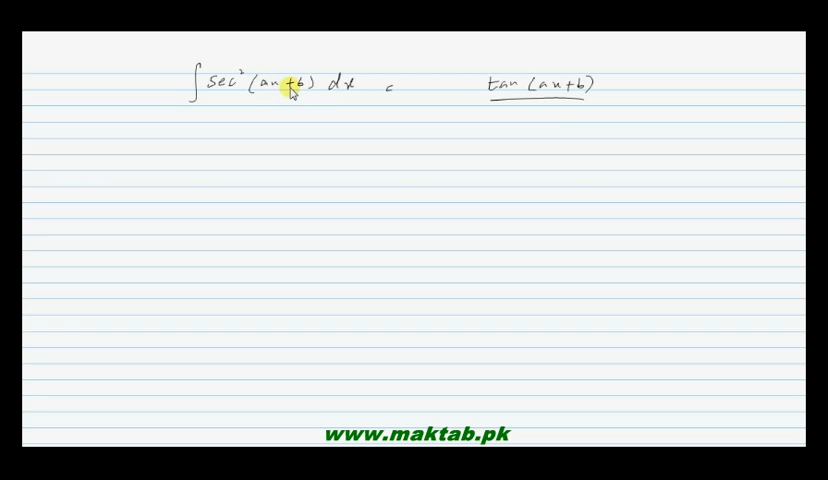 ∫ sec² (ax+b) dx = tan (ax+b)
www.maktab.pk